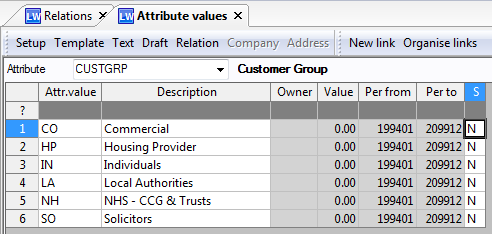 LW Relations × LW Attribute values ×
Setup Template Text Draft Relation Company Address New link Organise links
Attribute CUSTGRP Customer Group
Attr.value Description Owner Value Per from Per to S
?
1 CO Commercial 0.00 199401 209912 N
2 HP Housing Provider 0.00 199401 209912 N
3 IN Individuals 0.00 199401 209912 N
4 LA Local Authorities 0.00 199401 209912 N
5 NH NHS - CCG & Trusts 0.00 199401 209912 N
6 SO Solicitors 0.00 199401 209912 N